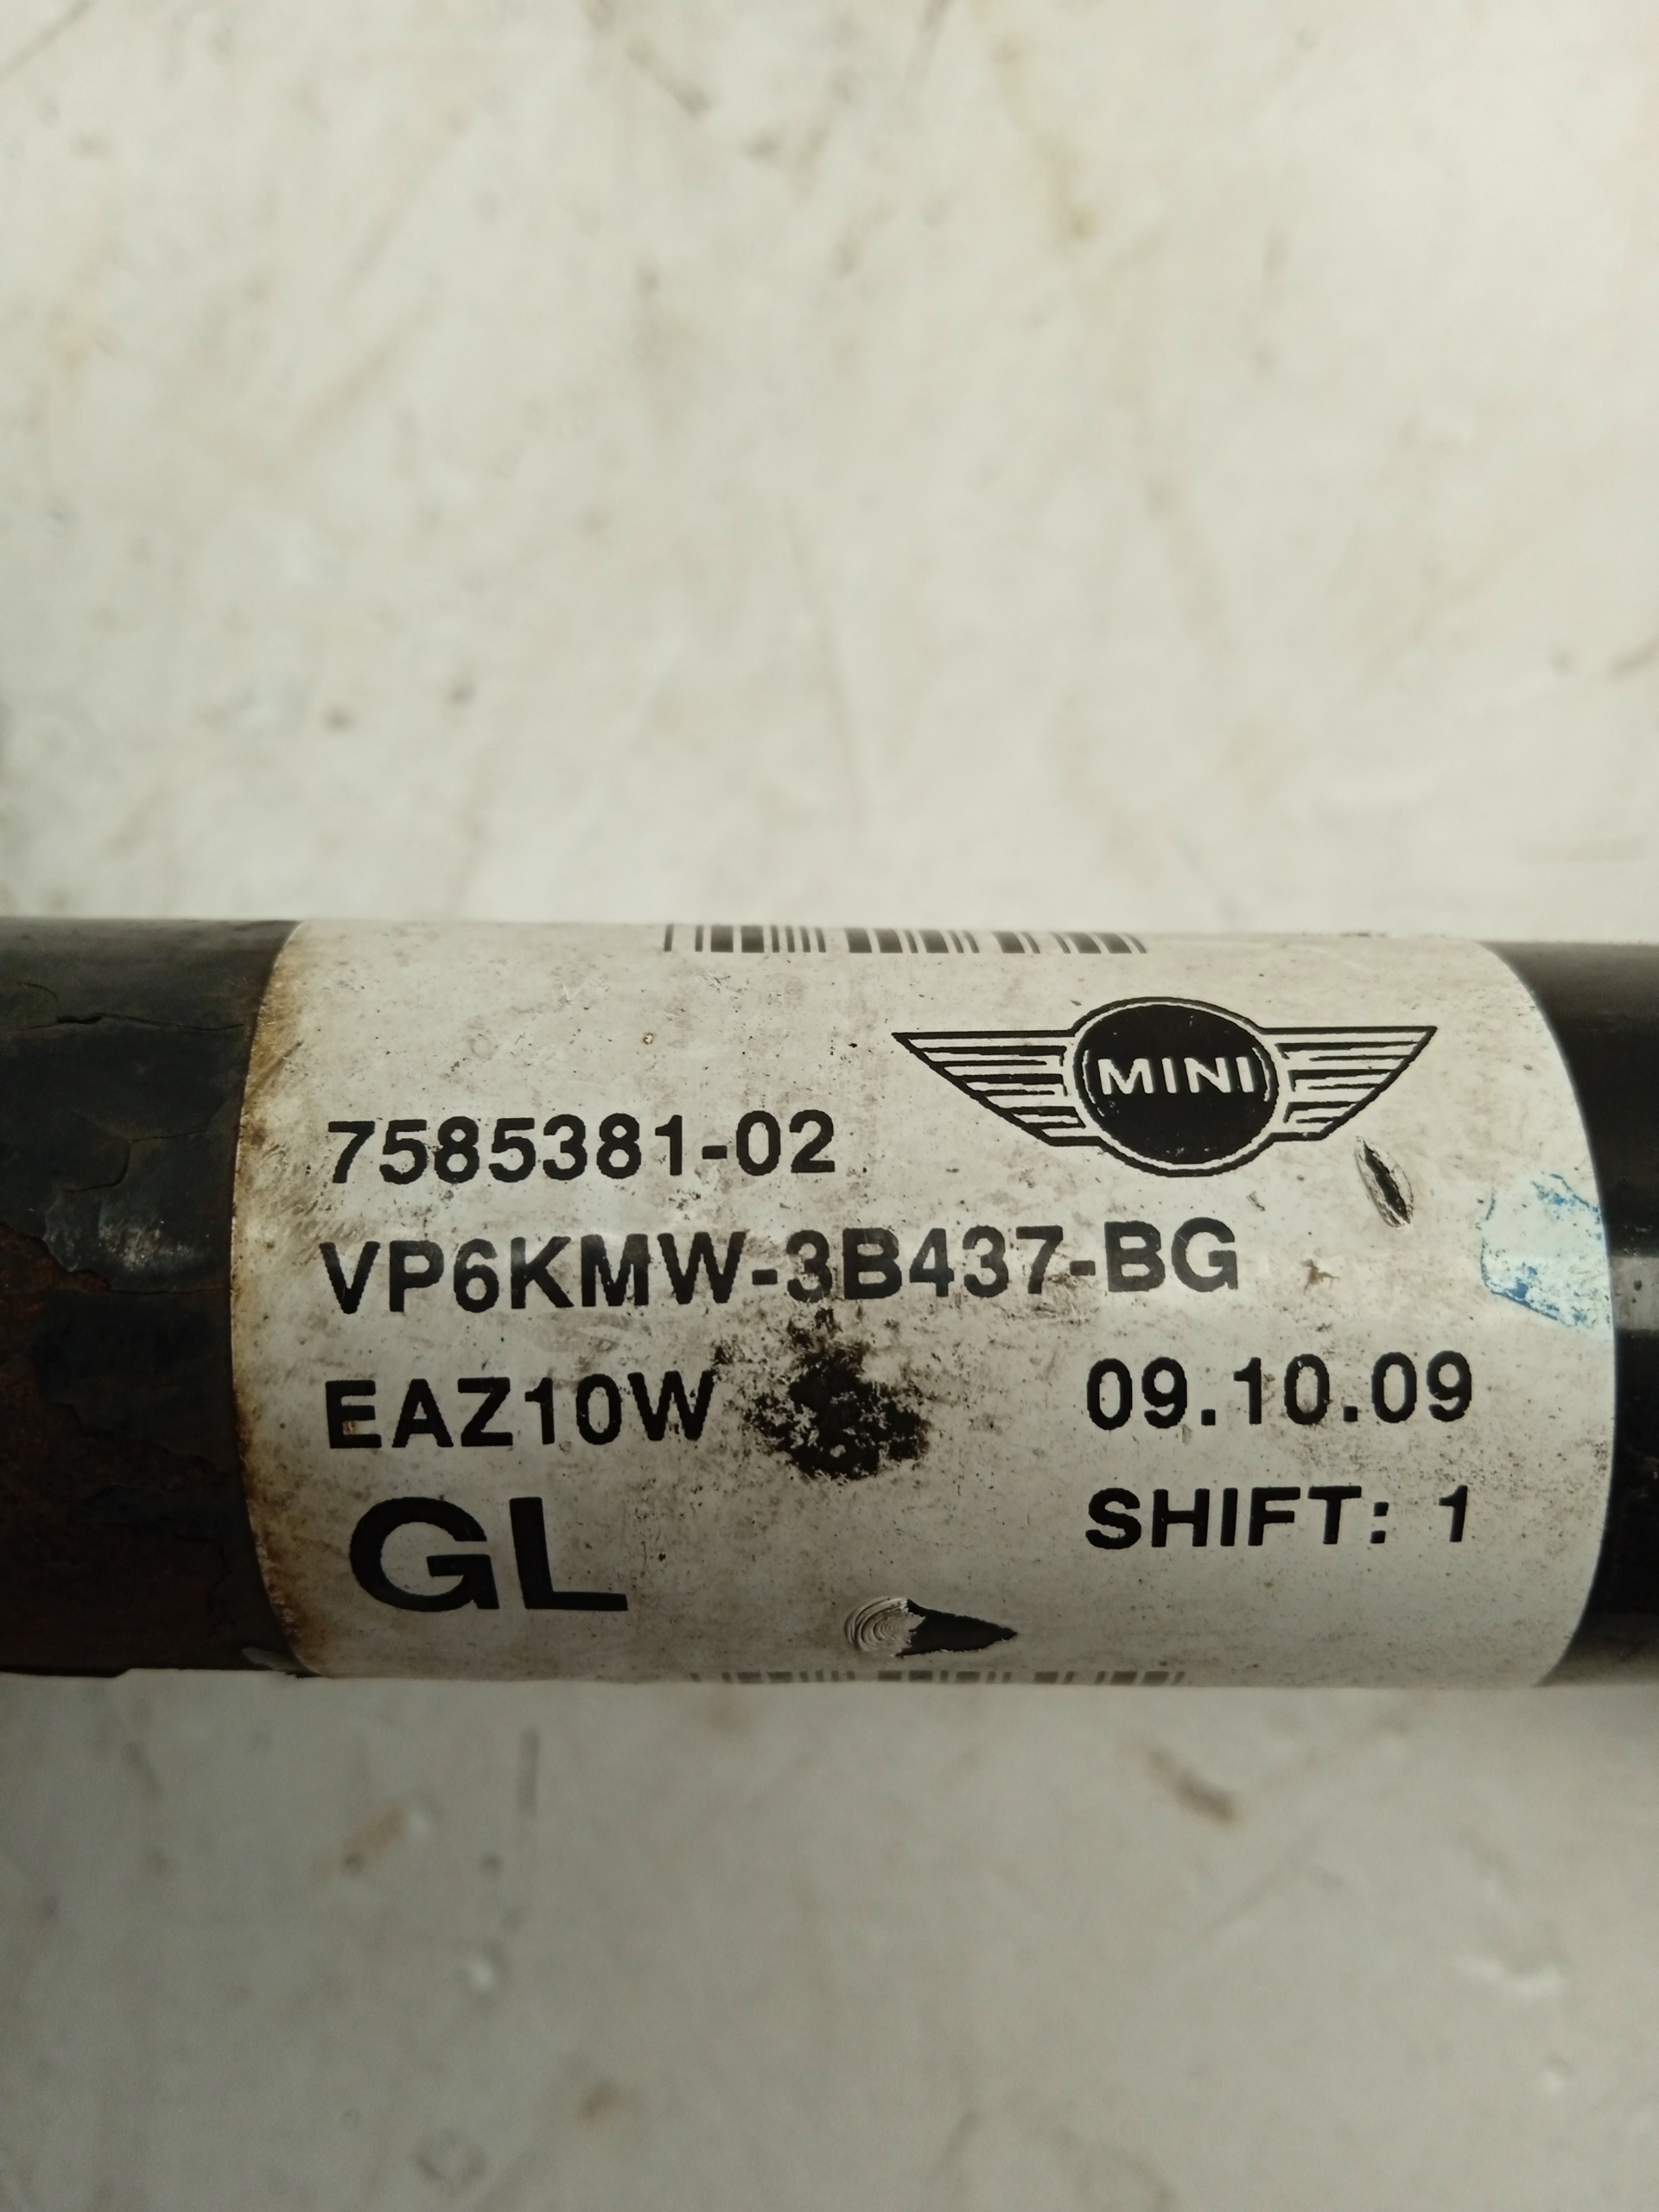 MINI
7585381-02
VP6KMW-3B437-BG
EAZ10W 09.10.09
GL SHIFT: 1